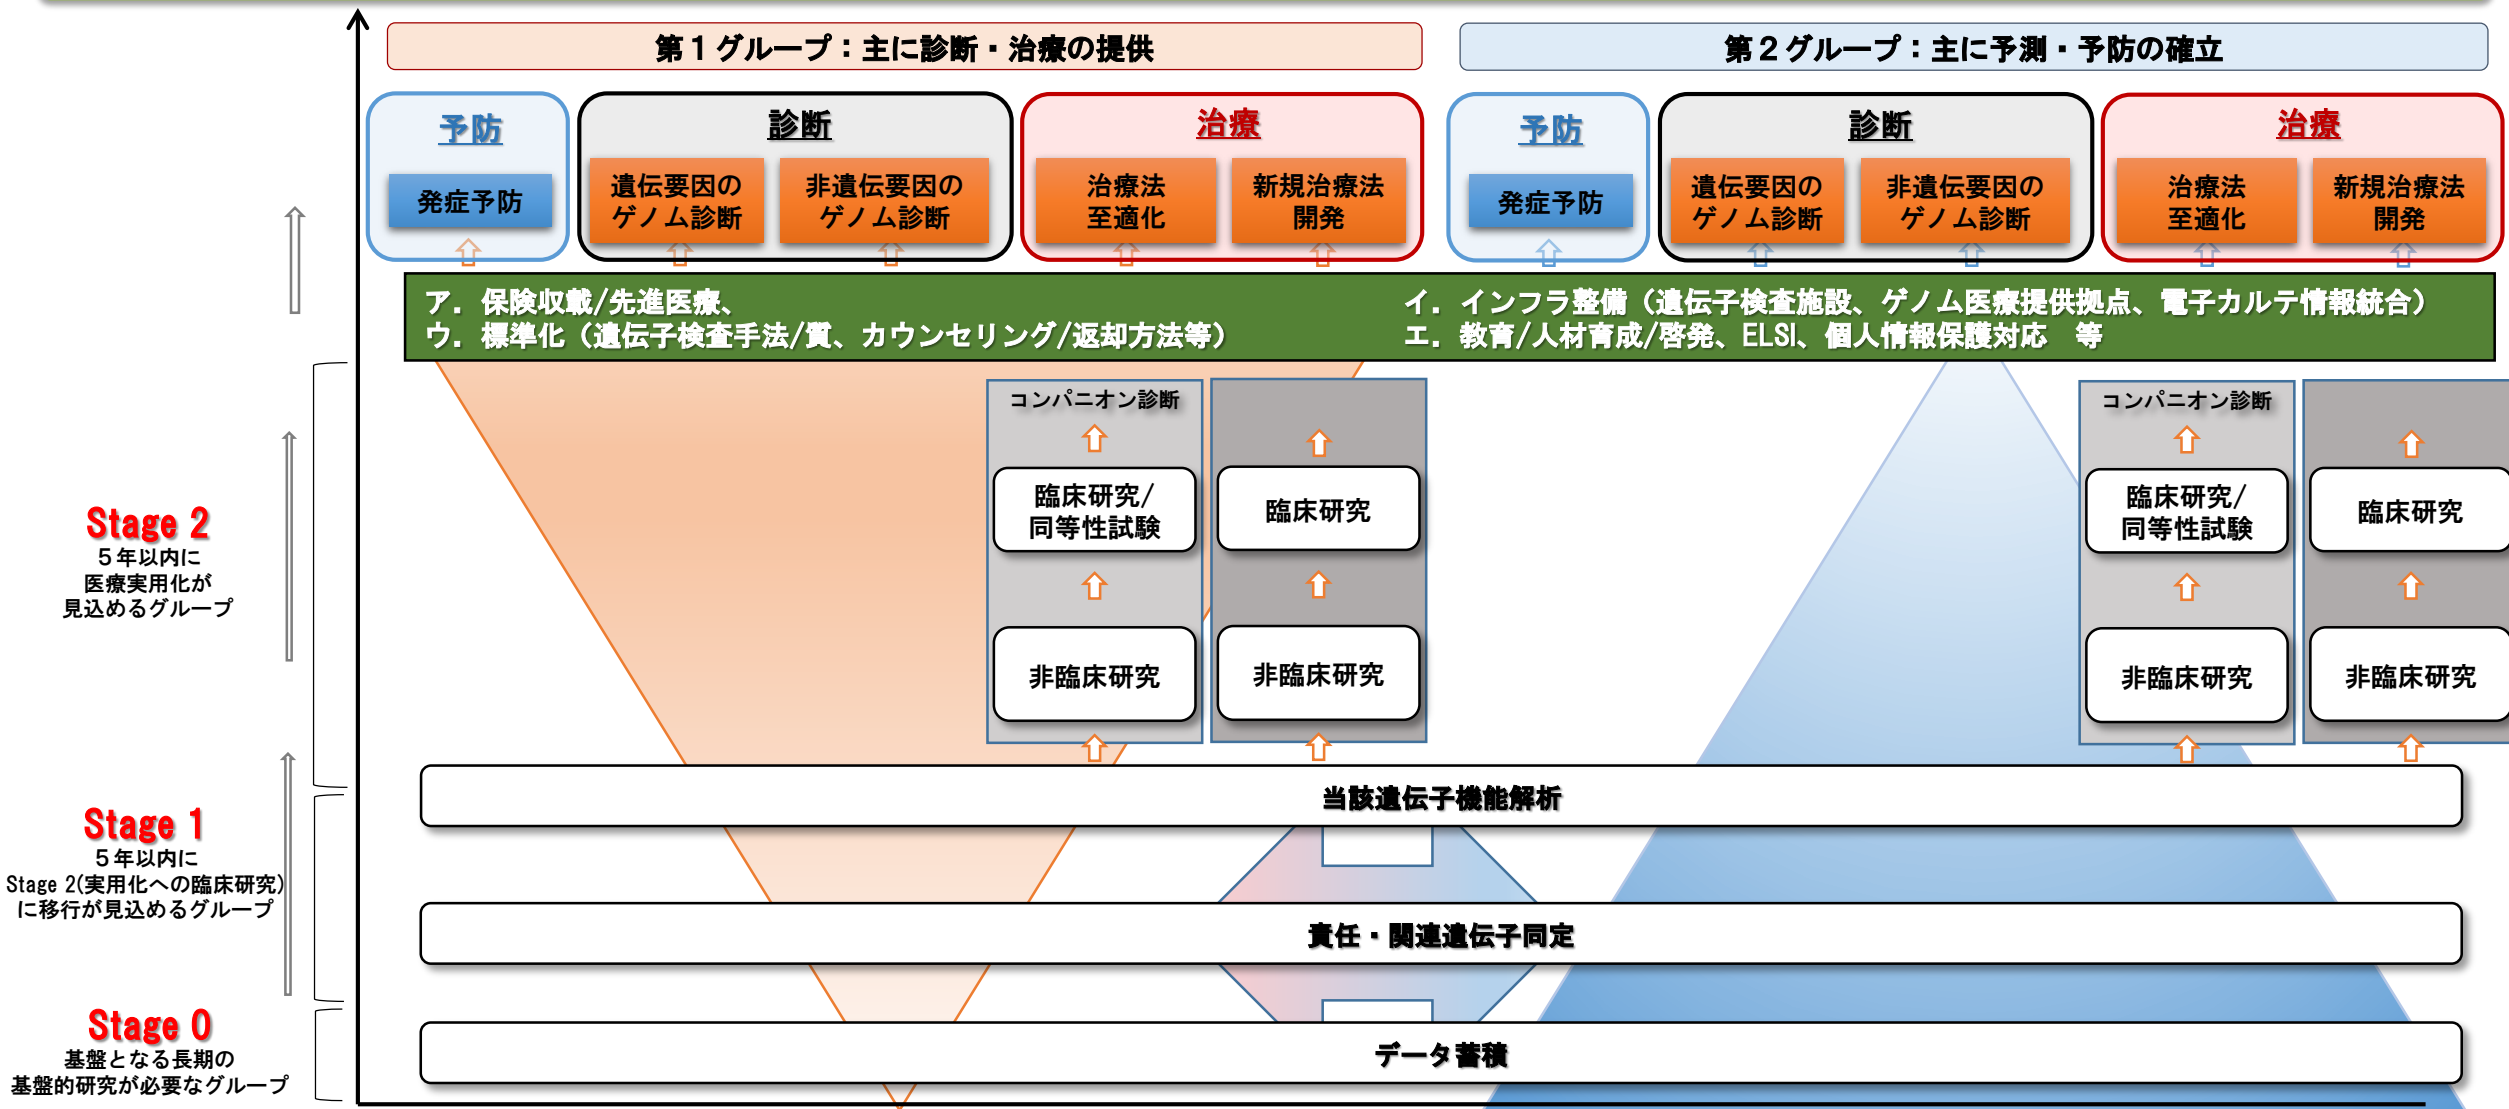 第１グループ：主に診断・治療の提供
第２グループ：主に予測・予防の確立
予防
発症予防
診断
遺伝要因の
ゲノム診断
非遺伝要因の
ゲノム診断
治療
治療法
至適化
新規治療法
開発
予防
発症予防
診断
遺伝要因の
ゲノム診断
非遺伝要因の
ゲノム診断
治療
治療法
至適化
新規治療法
開発
ア．保険収載/先進医療、
イ．インフラ整備（遺伝子検査施設、ゲノム医療提供拠点、電子カルテ情報統合）
ウ．標準化（遺伝子検査手法/質、カウンセリング/返却方法等）
エ．教育/人材育成/啓発、ELSI、個人情報保護対応　等
コンパニオン診断
臨床研究/
同等性試験
非臨床研究
臨床研究
非臨床研究
コンパニオン診断
臨床研究/
同等性試験
非臨床研究
臨床研究
非臨床研究
Stage 2
５年以内に
医療実用化が
見込めるグループ
当該遺伝子機能解析
Stage 1
５年以内に
Stage 2(実用化への臨床研究)
に移行が見込めるグループ
責任・関連遺伝子同定
Stage 0
基盤となる長期の
基盤的研究が必要なグループ
データ蓄積